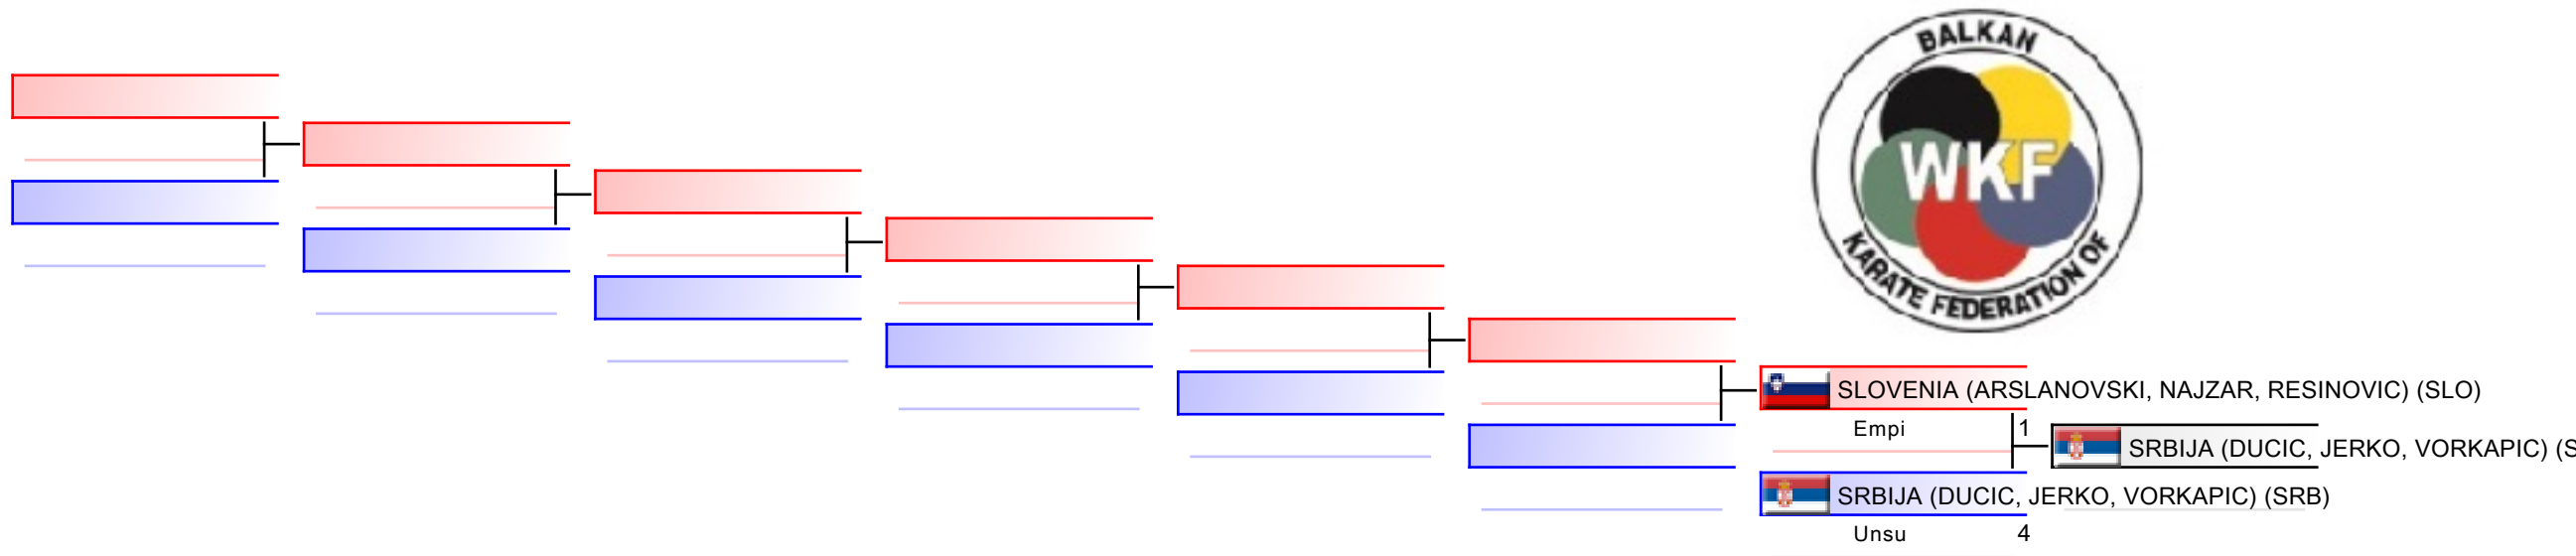 BALKAN
WKF
KARATE FEDERATION OF
SLOVENIA (ARSLANOVSKI, NAJZAR, RESINOVIC) (SLO)
Empi 1
SRBIJA (DUCIC, JERKO, VORKAPIC) (S
SRBIJA (DUCIC, JERKO, VORKAPIC) (SRB)
Unsu 4